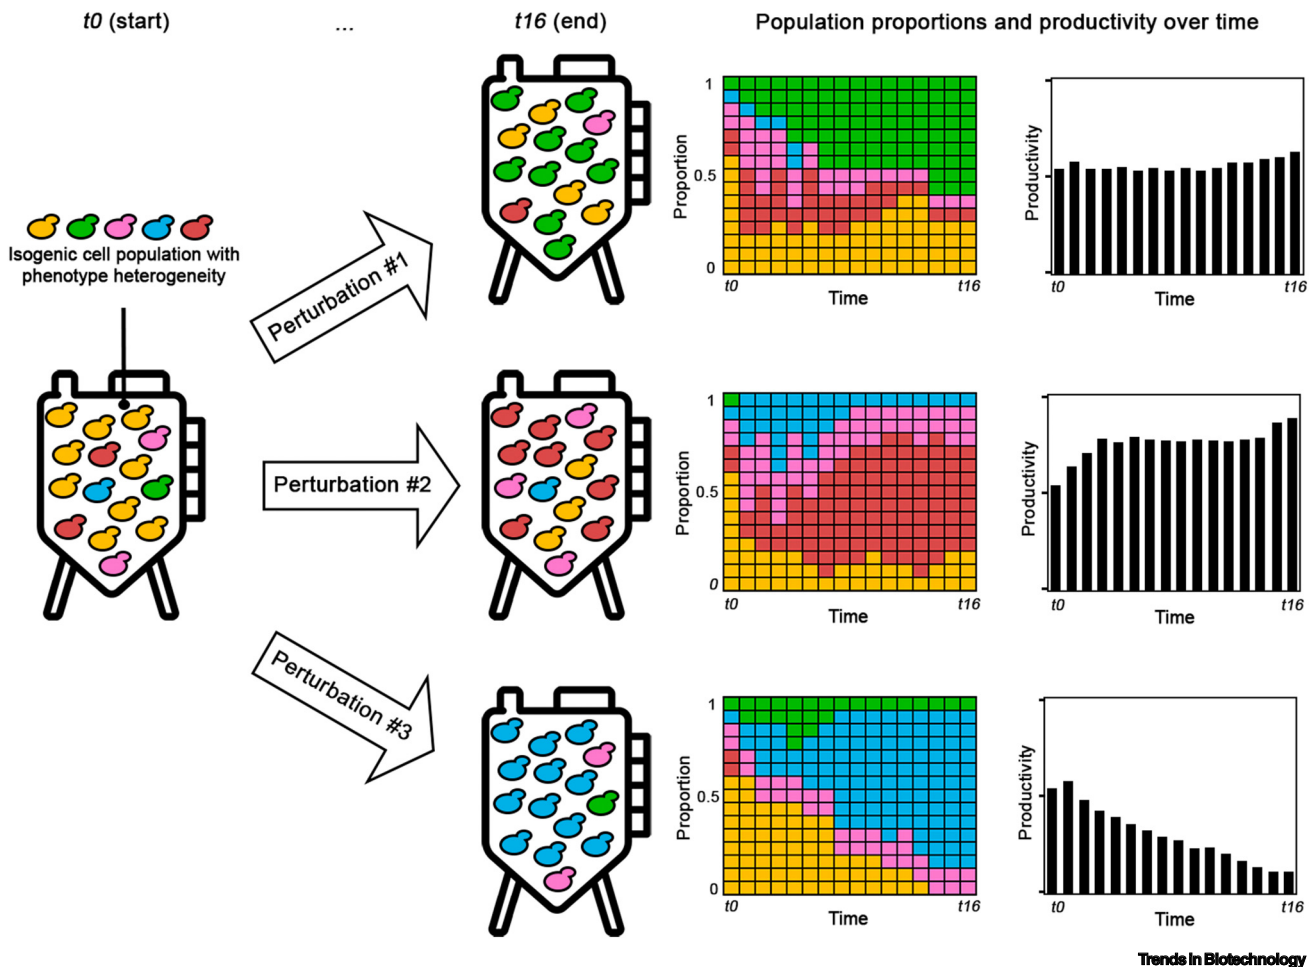 t0 (start)
...
t16 (end)
Population proportions and productivity over time
Isogenic cell population with
phenotype heterogeneity
Perturbation #1
1
Proportion
0.5
0
t0
t16
Time
Productivity
t0
t16
Time
Perturbation #2
1
Proportion
0.5
0
t0
t16
Time
Productivity
t0
t16
Time
Perturbation #3
1
Proportion
0.5
0
t0
t16
Time
Productivity
t0
t16
Time
Trends in Biotechnology